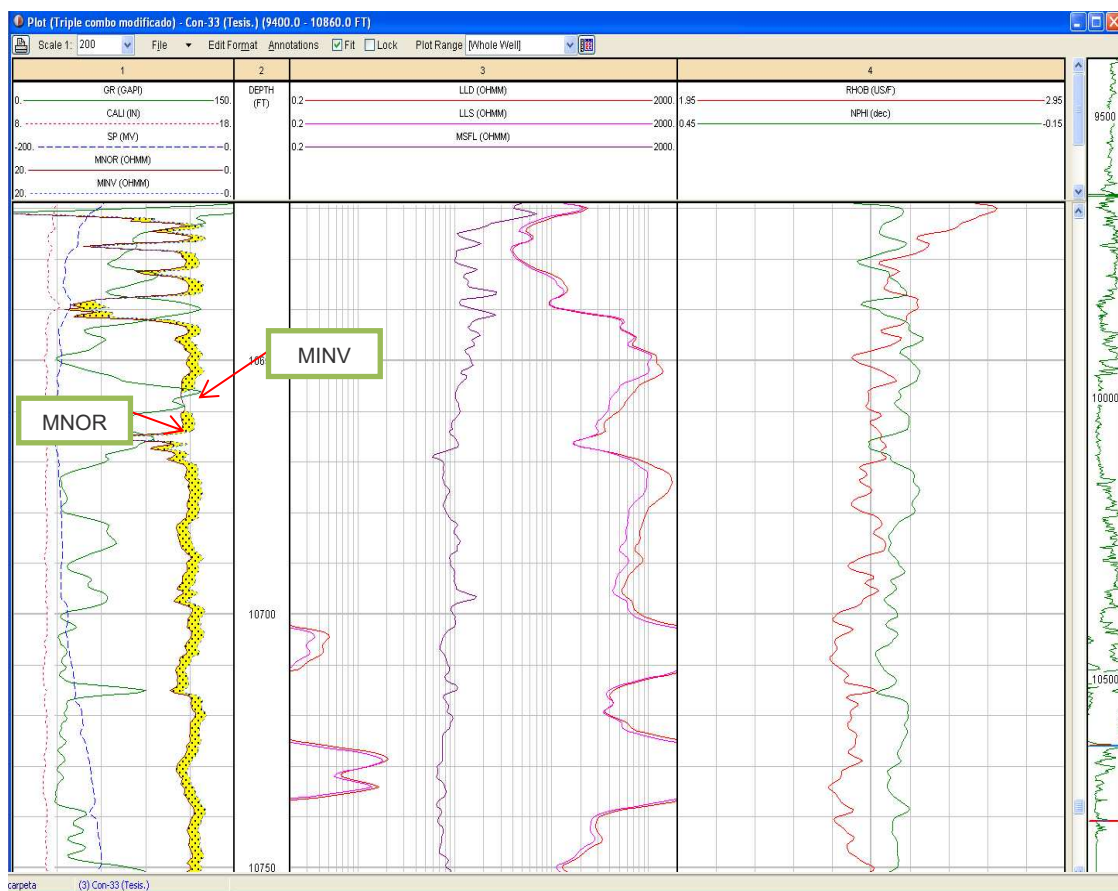 Plot (Triple combo modificado) - Con-33 (Tesis.) (9400.0 - 10860.0 FT)
Scale 1: 200 File Edit Format Annotations Fit Lock Plot Range [Whole Well]
1 2 3 4
GR (GAPI)
0. 150.
CALI (IN)
8. 18.
SP (MV)
-200. 0.
MNOR (OHMM)
20. 0.
MINV (OHMM)
20. 0.
DEPTH
(FT)
LLD (OHMM)
0.2 2000.
LLS (OHMM)
0.2 2000.
MSFL (OHMM)
0.2 2000.
RHOB (US/F)
1.95 2.95
NPHI (dec)
0.45 -0.15
9500
MINV
MNOR
10000
10700
10500
10750
carpeta (3) Con-33 (Tesis.)